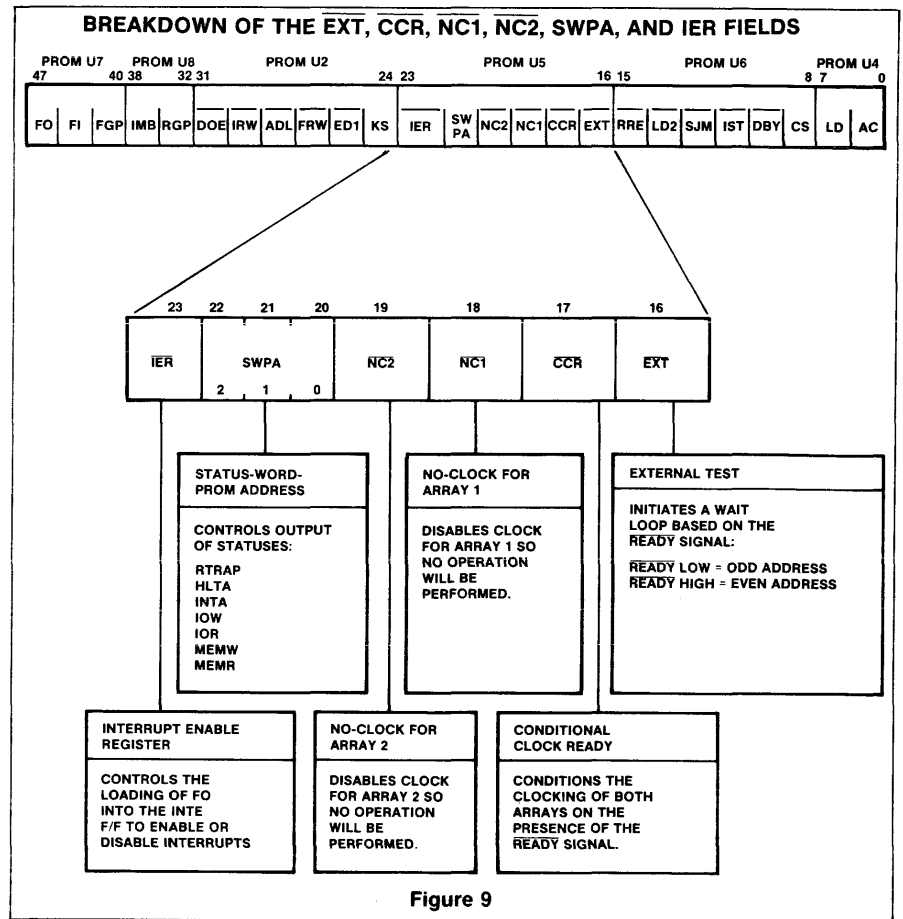 BREAKDOWN OF THE EXT, CCR, NC1, NC2, SWPA, AND IER FIELDS
PROM U7 PROM U8 PROM U2 PROM U5 PROM U6 PROM U4
47 40 38 32 31 24 23 16 15 8 7 0
FO FI FGP IMB RGP DOE IRW ADL FRW ED1 KS IER SW PA NC2 NC1 CCR EXT RRE LD2 SJM IST DBY CS LD AC
23 22 21 20 19 18 17 16
IER SWPA NC2 NC1 CCR EXT
2 1 0
STATUS-WORD-
PROM ADDRESS
CONTROLS OUTPUT
OF STATUSES:
RTRAP
HLTA
INTA
IOW
IOR
MEMW
MEMR
NO-CLOCK FOR
ARRAY 1
DISABLES CLOCK
FOR ARRAY 1 SO
NO OPERATION
WILL BE
PERFORMED.
EXTERNAL TEST
INITIATES A WAIT
LOOP BASED ON THE
READY SIGNAL:
READY LOW = ODD ADDRESS
READY HIGH = EVEN ADDRESS
INTERRUPT ENABLE
REGISTER
CONTROLS THE
LOADING OF FO
INTO THE INTE
F/F TO ENABLE OR
DISABLE INTERRUPTS
NO-CLOCK FOR
ARRAY 2
DISABLES CLOCK
FOR ARRAY 2 SO
NO OPERATION
WILL BE
PERFORMED.
CONDITIONAL
CLOCK READY
CONDITIONS THE
CLOCKING OF BOTH
ARRAYS ON THE
PRESENCE OF THE
READY SIGNAL.
Figure 9